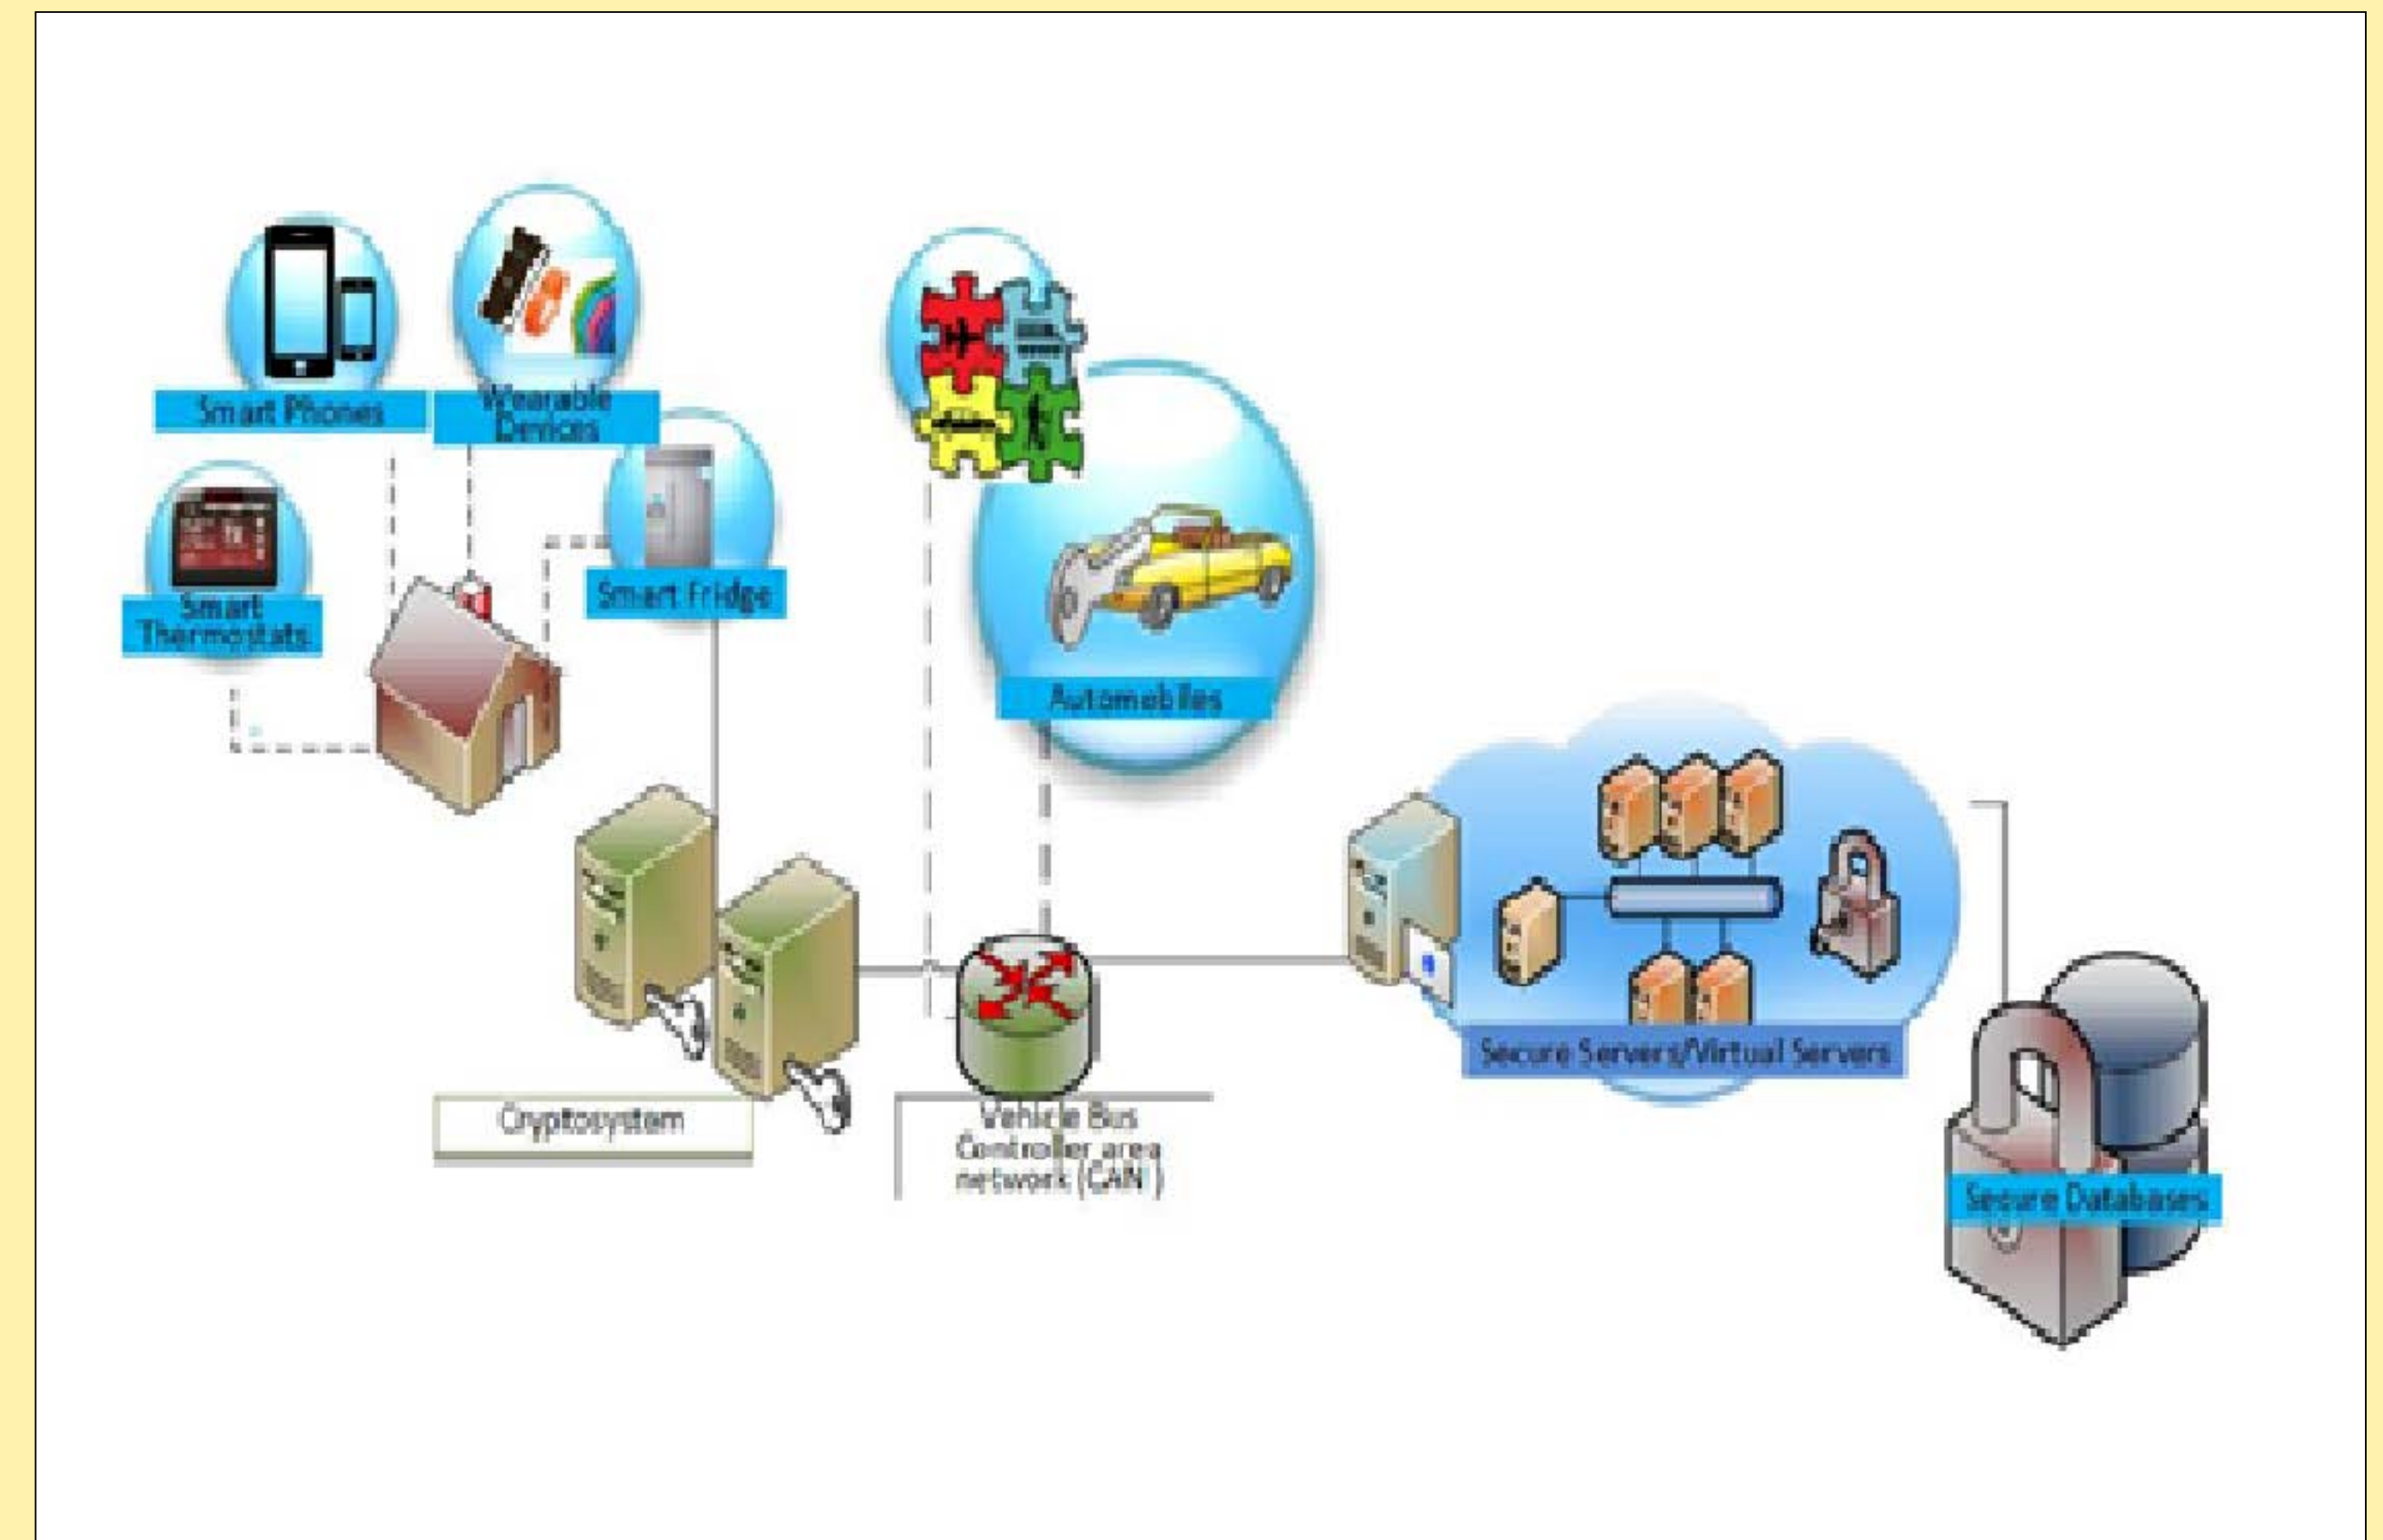 Smart Phones
Wearable
Devices
Smart Fridge
Smart
Thermostats
Automobiles
Secure Servers/Virtual Servers
Cryptosystem
Vehicle Bus
Controller area
network (CAN )
Secure Databases